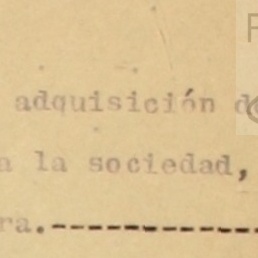 adquisición d
a la sociedad,
ra.--------------